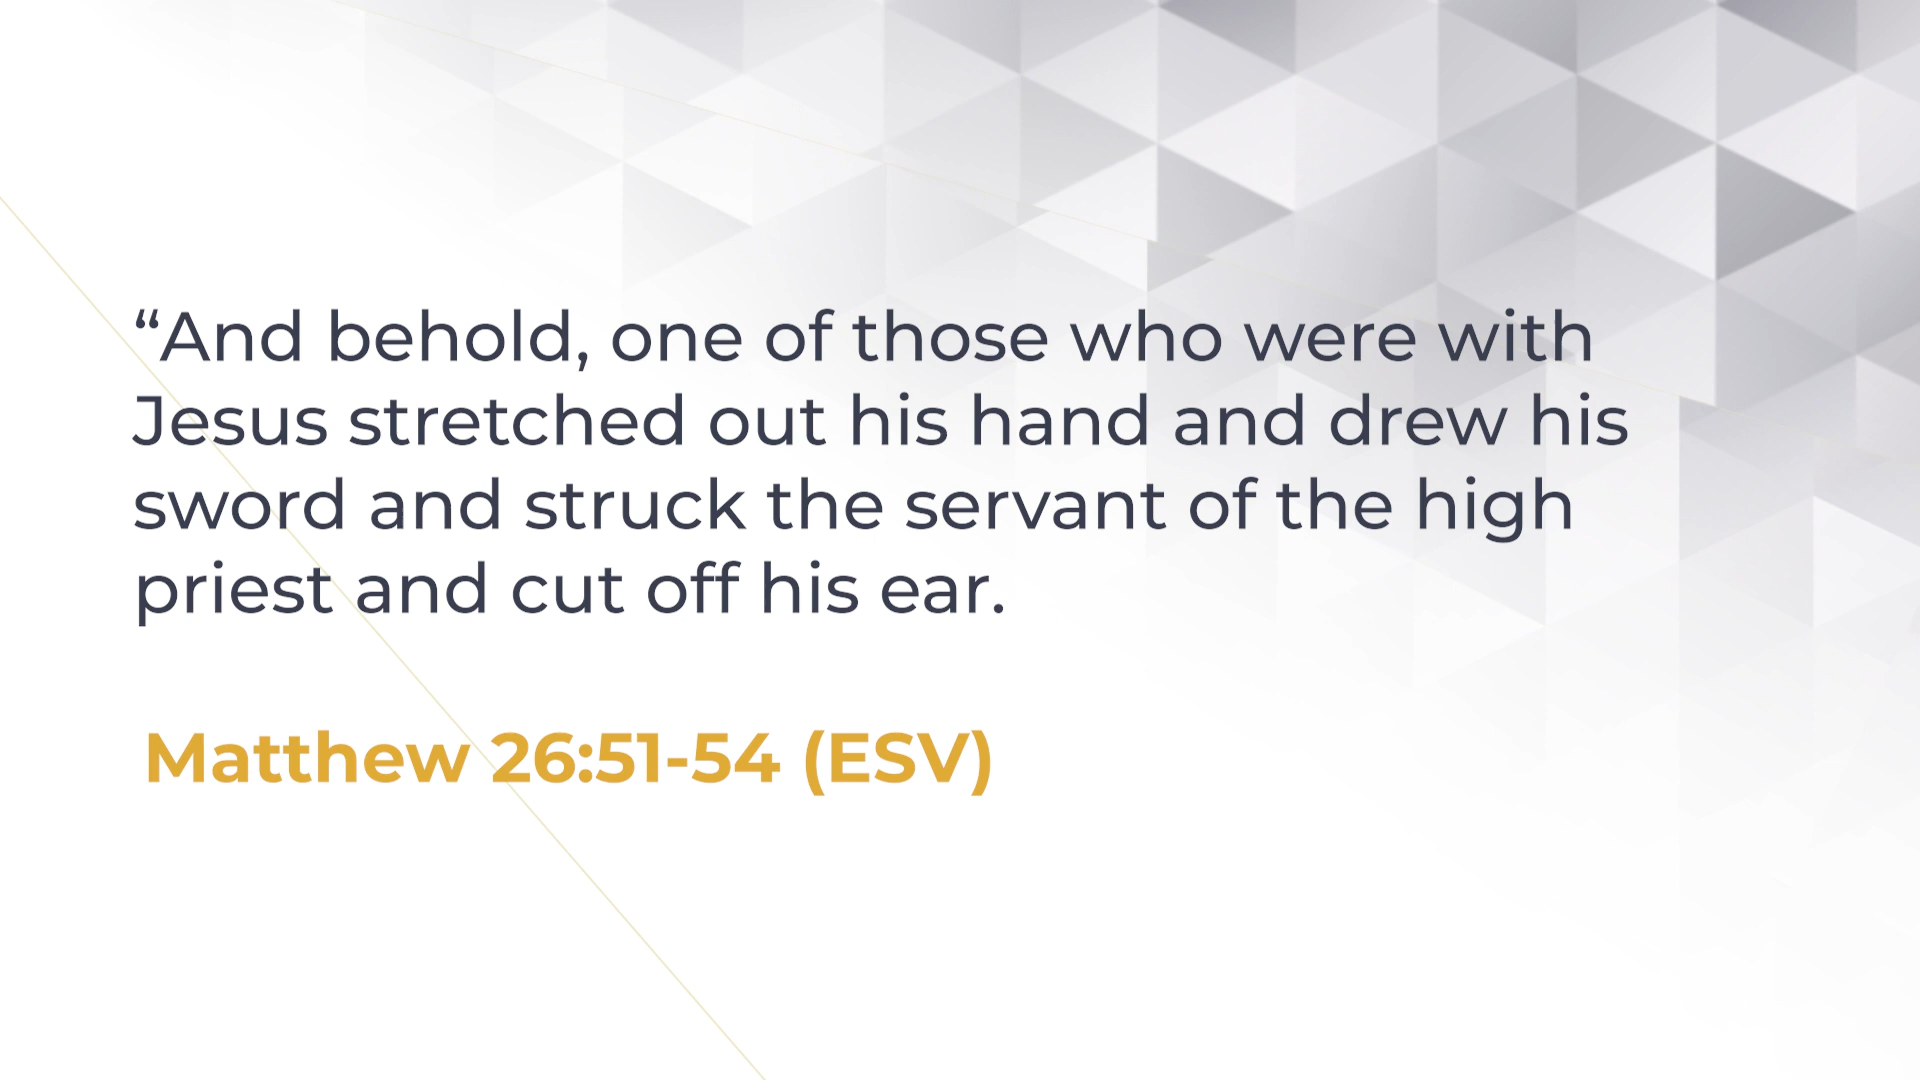 “And behold, one of those who were with
Jesus stretched out his hand and drew his
sword and struck the servant of the high
priest and cut off his ear.
Matthew 26:51-54 (ESV)